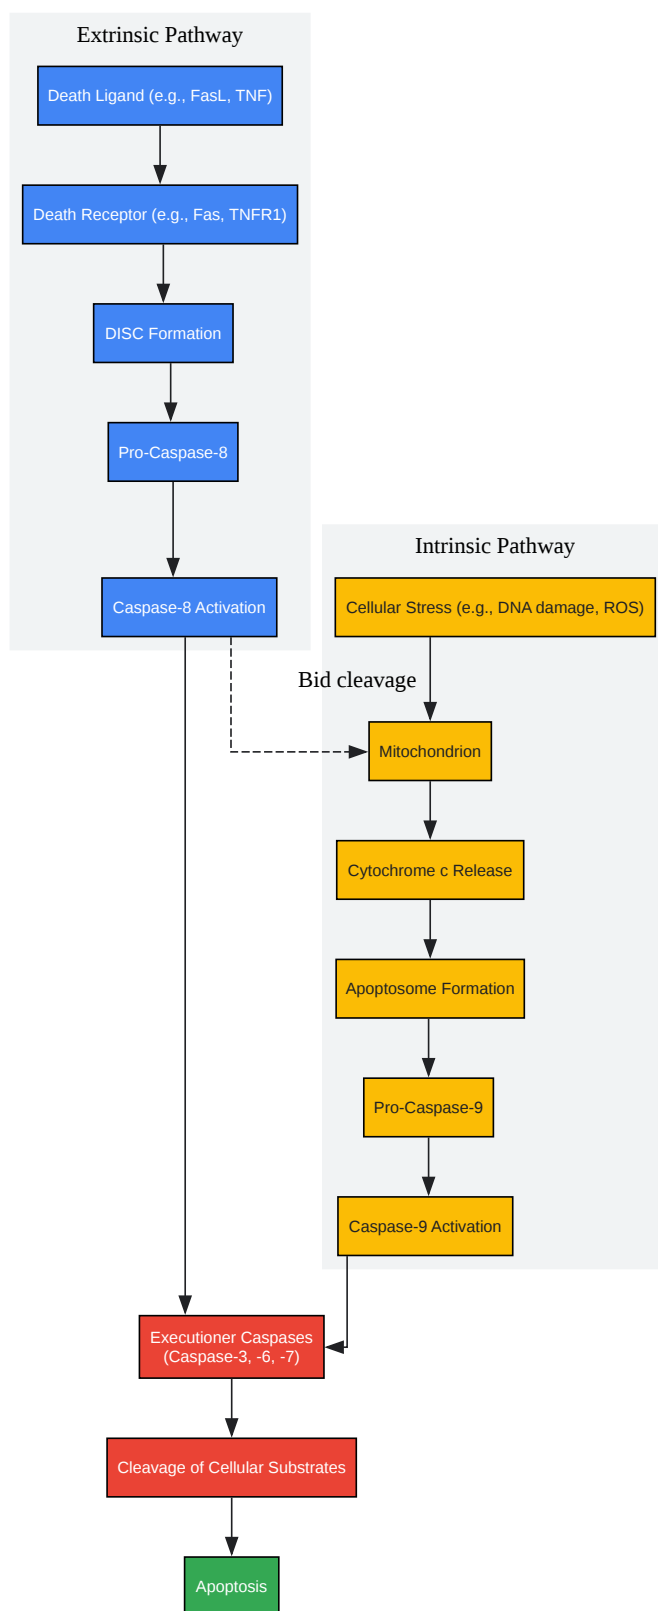 Extrinsic Pathway
Death Ligand (e.g., FasL, TNF)
Death Receptor (e.g., Fas, TNFR1)
DISC Formation
Pro-Caspase-8
Caspase-8 Activation
Intrinsic Pathway
Cellular Stress (e.g., DNA damage, ROS)
Bid cleavage
Mitochondrion
Cytochrome c Release
Apoptosome Formation
Pro-Caspase-9
Caspase-9 Activation
Executioner Caspases
(Caspase-3, -6, -7)
Cleavage of Cellular Substrates
Apoptosis